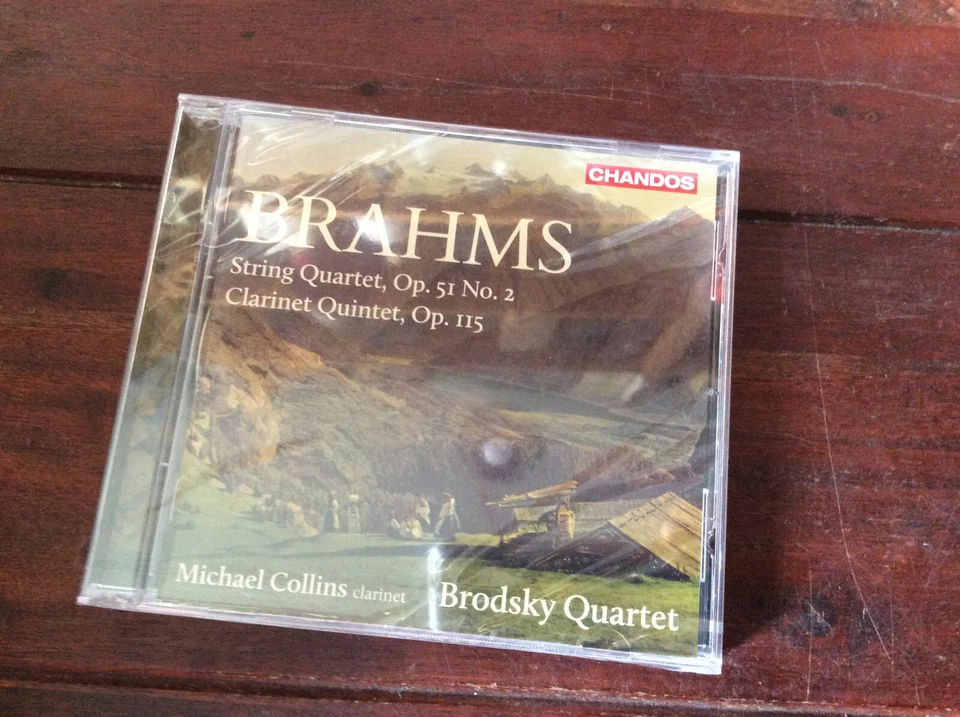 CHANDOS
BRAHMS
String Quartet, Op. 51 No. 2
Clarinet Quintet, Op. 115
Michael Collins clarinet
Brodsky Quartet